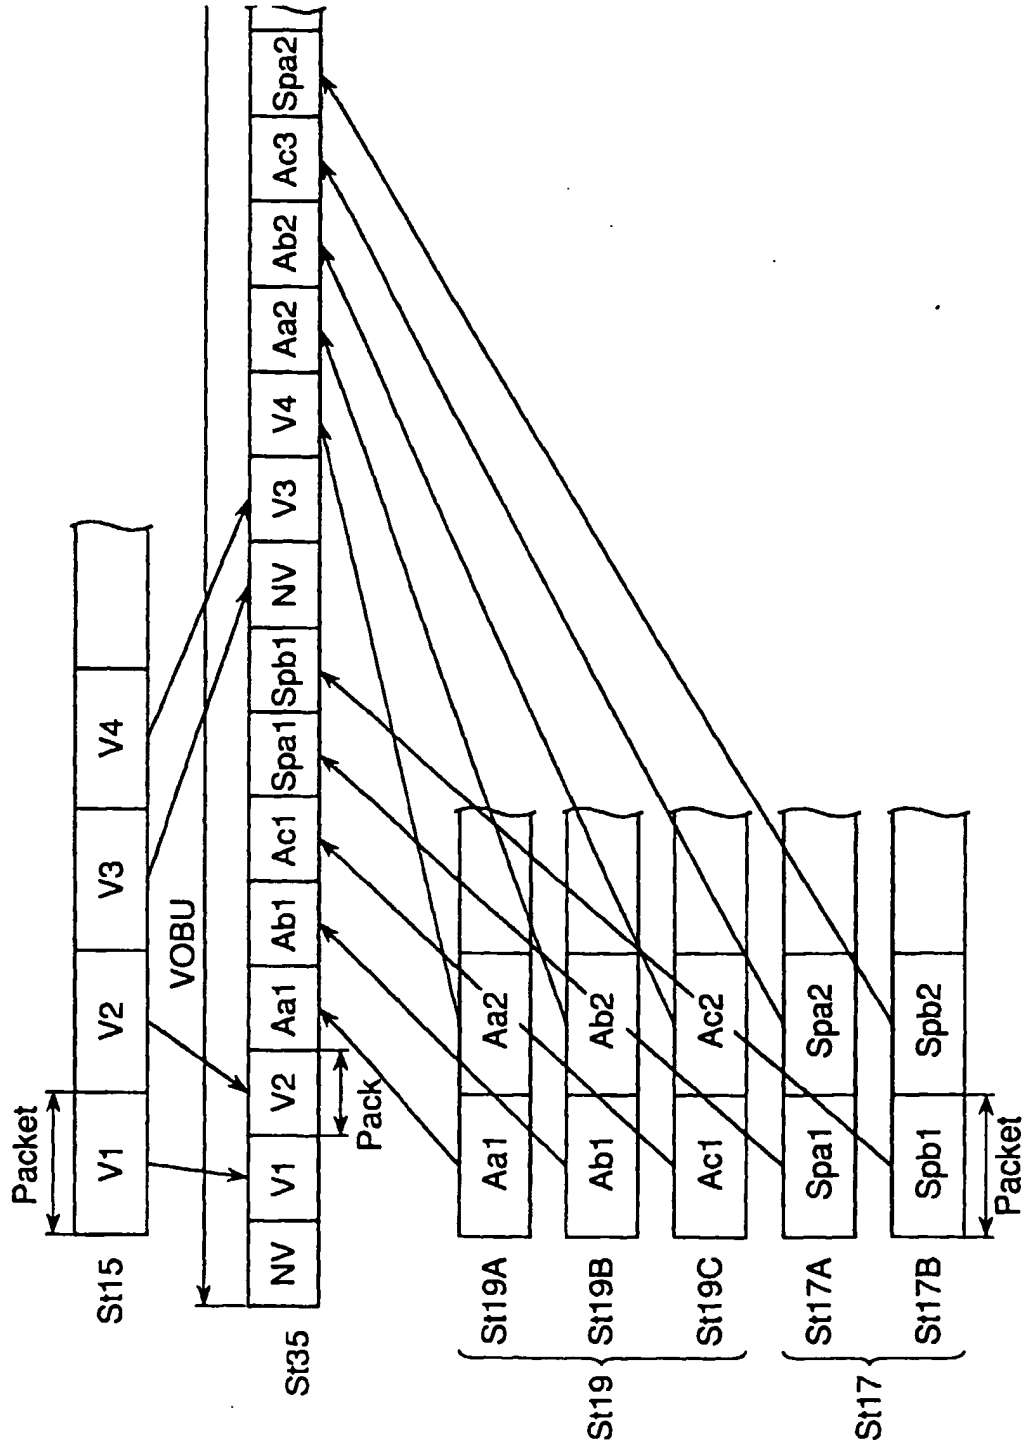 Packet
St15 V1 V2 V3 V4
VOBU
St35 NV V1 V2 Aa1 Ab1 Ac1 Spa1 Spb1 NV V3 V4 Aa2 Ab2 Ac3 Spa2
Pack
St19
St19A Aa1 Aa2
St19B Ab1 Ab2
St19C Ac1 Ac2
St17
St17A Spa1 Spa2
St17B Spb1 Spb2
Packet